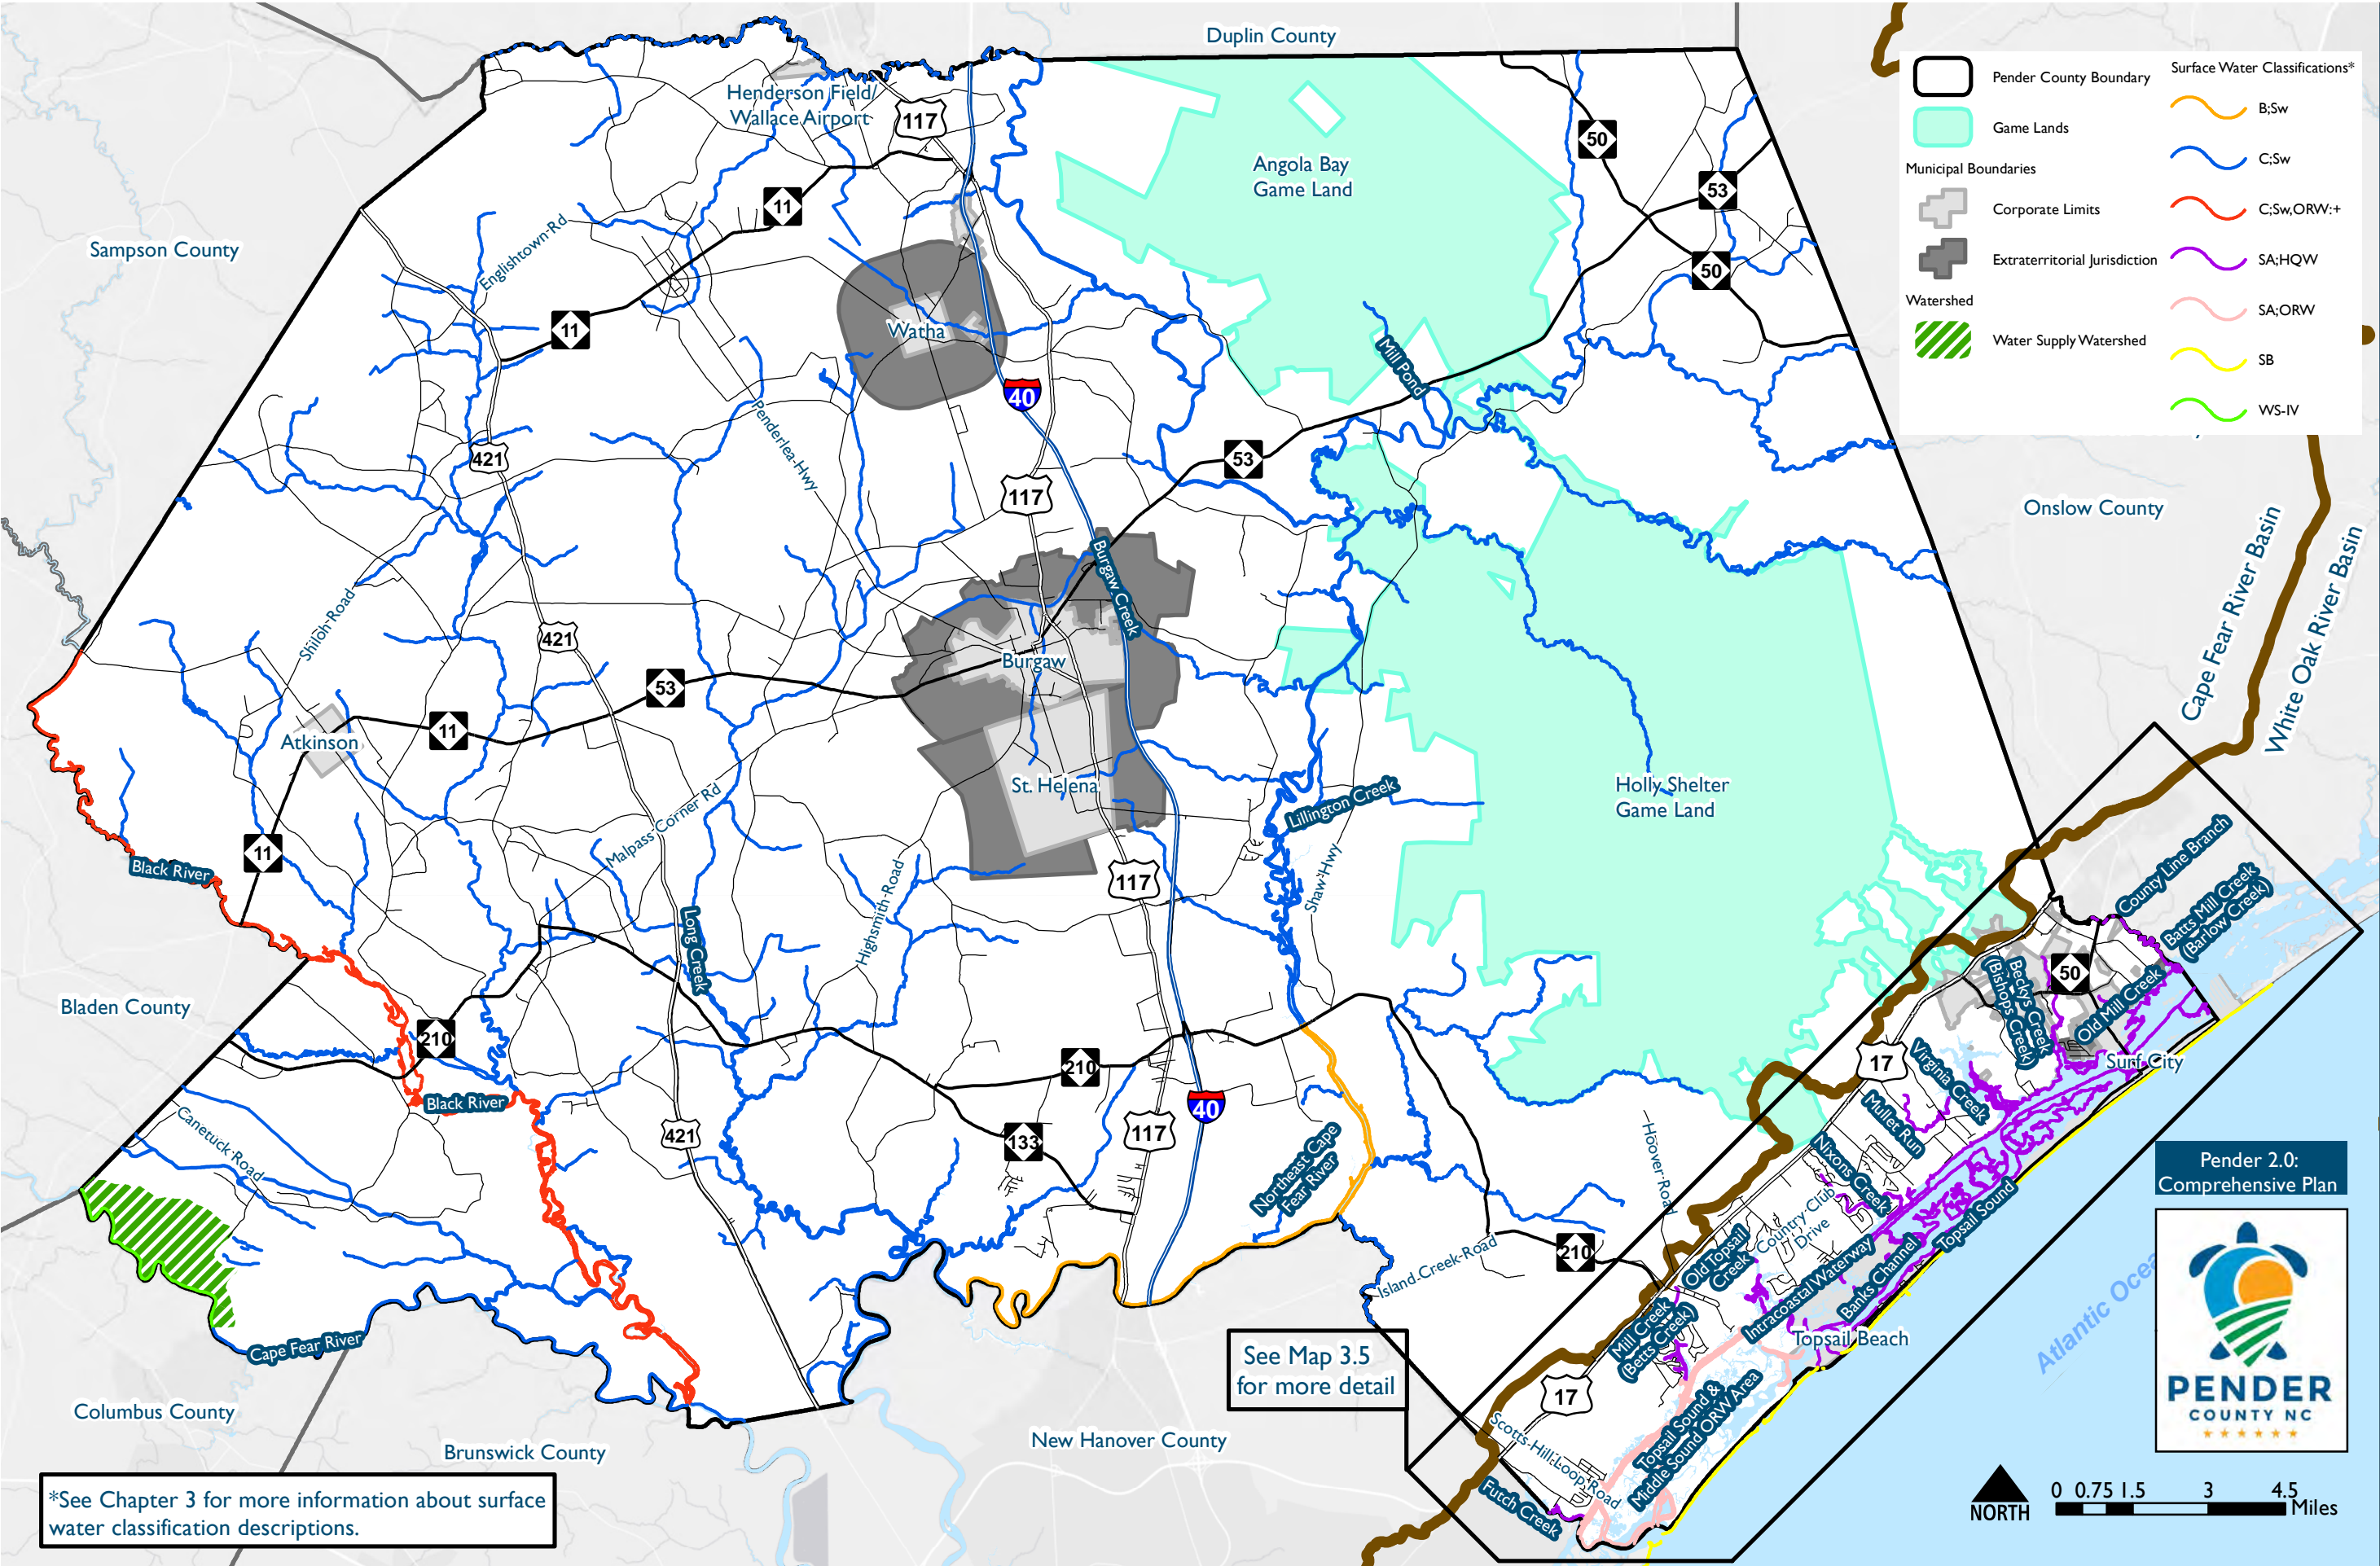 Duplin County
Henderson Field/
Wallace Airport
117
Angola Bay
Game Land
50
53
50
11
Sampson County
Englishtown Rd
11
Watha
Mill Pond
40
Penderlea Hwy
421
53
117
Burgaw Creek
Shiloh Road
421
Burgaw
53
11
Atkinson
St. Helena
Lillington Creek
Holly Shelter
Game Land
Malpass Corner Rd
11
Black River
117
Shaw Hwy
Highsmith Road
Long Creek
Bladen County
210
Black River
210
40
421
133
117
Canetuck Road
Northeast Cape
Fear River
Hoover Road
Island Creek Road
210
Cape Fear River
Columbus County
Brunswick County
New Hanover County
Onslow County
Cape Fear River Basin
White Oak River Basin
County Line Branch
Batts Mill Creek
(Barlow Creek)
50
Beckys Creek
(Bishops Creek)
Old Mill Creek
Surf City
17
Virginia Creek
Mullet Run
Nixons Creek
Country Club
Drive
Topsail Sound
Old Topsail
Creek
Intracoastal Waterway
Banks Channel
Topsail Beach
Mill Creek
(Betts Creek)
17
Topsail Sound &
Middle Sound ORW Area
Scotts Hill Loop Road
Futch Creek
See Map 3.5
for more detail
*See Chapter 3 for more information about surface
water classification descriptions.
Pender County Boundary
Game Lands
Municipal Boundaries
Corporate Limits
Extraterritorial Jurisdiction
Watershed
Water Supply Watershed
Surface Water Classifications*
B;Sw
C;Sw
C;Sw,ORW:+
SA;HQW
SA;ORW
SB
WS-IV
Pender 2.0:
Comprehensive Plan
PENDER
COUNTY NC
NORTH
0 0.75 1.5 3 4.5
Miles